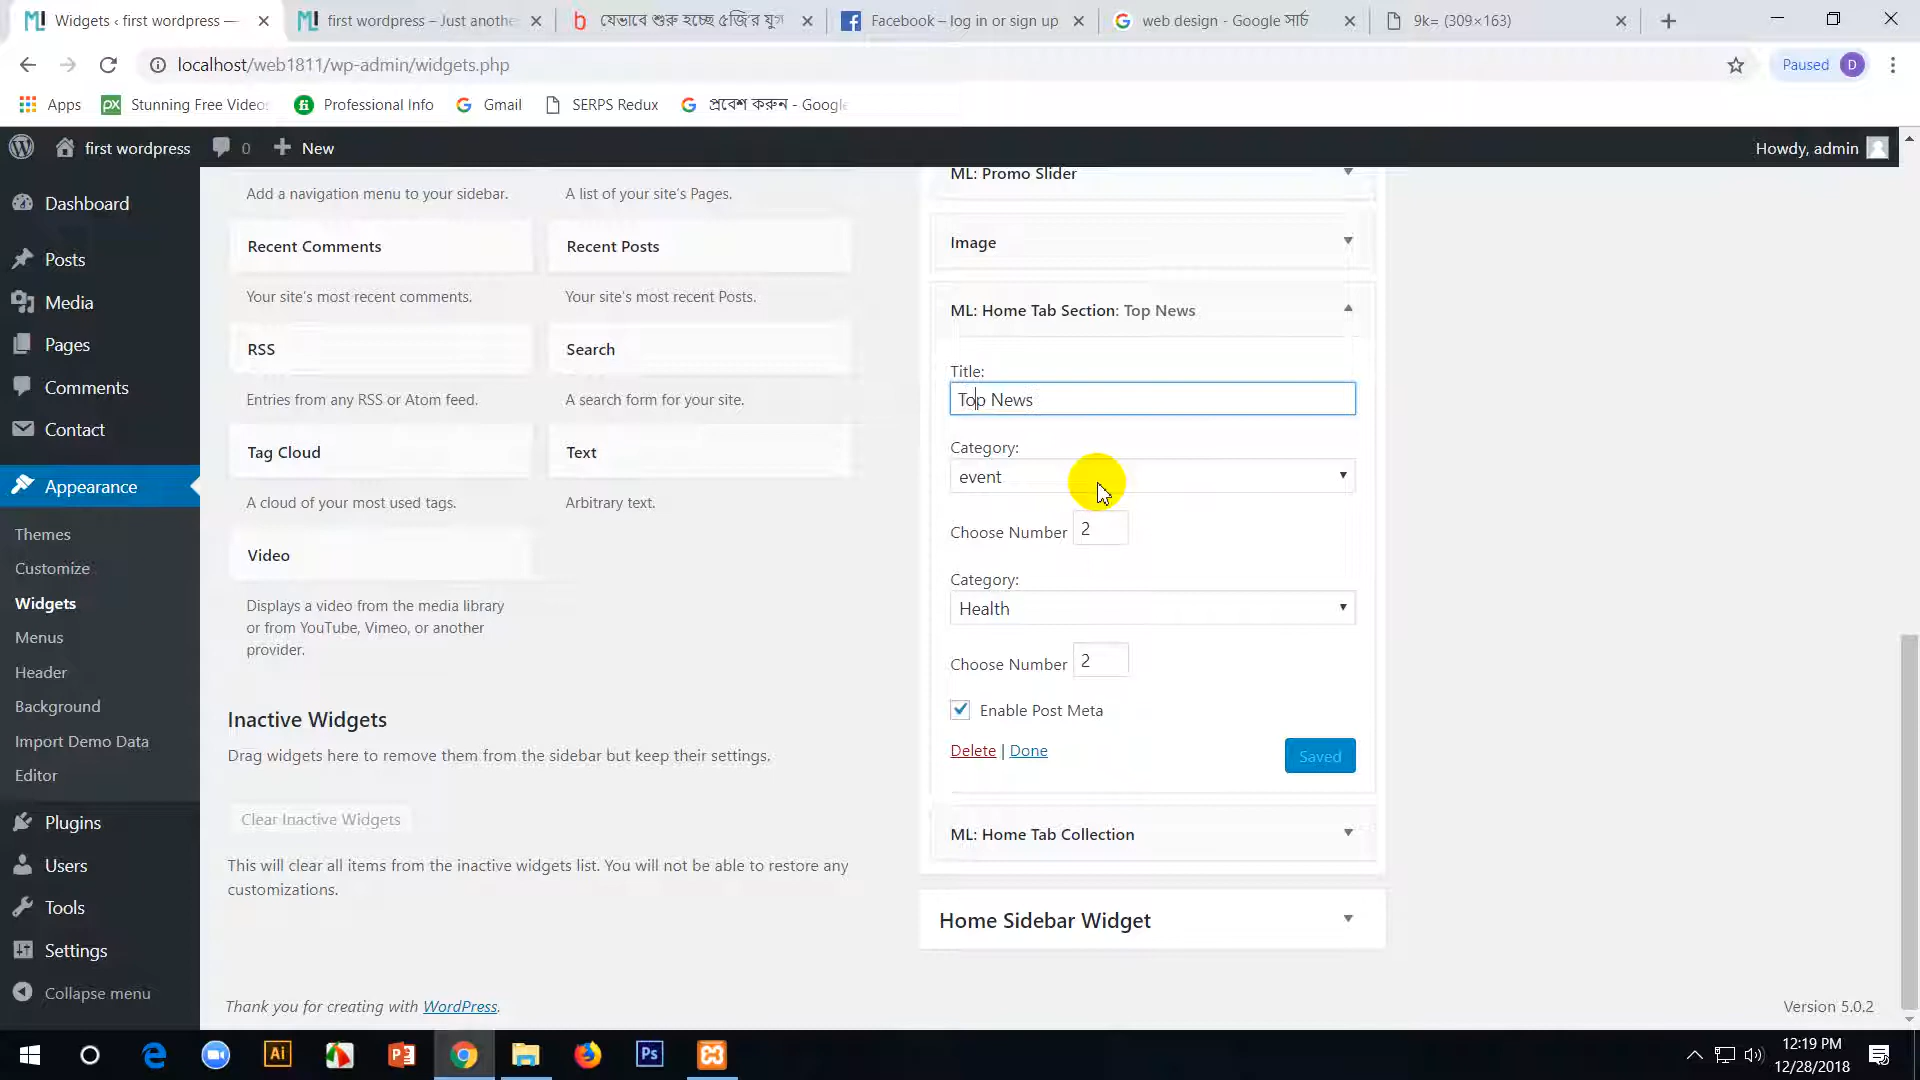 Widgets ‹ first wordpress —
first wordpress – Just anothe
যেভাবে শুরু হচ্ছে ৫জি'র যুগ
Facebook – log in or sign up
web design - Google সার্চ
9k= (309×163)
localhost/web1811/wp-admin/widgets.php
Paused D
Apps
Stunning Free Videos
Professional Info
Gmail
SERPS Redux
প্রবেশ করুন - Google
first wordpress
0
New
Howdy, admin
Dashboard
Posts
Media
Pages
Comments
Contact
Appearance
Themes
Customize
Widgets
Menus
Header
Background
Import Demo Data
Editor
Plugins
Users
Tools
Settings
Collapse menu
Add a navigation menu to your sidebar.
A list of your site's Pages.
Recent Comments
Recent Posts
Your site's most recent comments.
Your site's most recent Posts.
RSS
Search
Entries from any RSS or Atom feed.
A search form for your site.
Tag Cloud
Text
A cloud of your most used tags.
Arbitrary text.
Video
Displays a video from the media library
or from YouTube, Vimeo, or another
provider.
Inactive Widgets
Drag widgets here to remove them from the sidebar but keep their settings.
Clear Inactive Widgets
This will clear all items from the inactive widgets list. You will not be able to restore any
customizations.
ML: Promo Slider
Image
ML: Home Tab Section: Top News
Title:
Top News
Category:
event
Choose Number 2
Category:
Health
Choose Number 2
Enable Post Meta
Delete | Done
Saved
ML: Home Tab Collection
Home Sidebar Widget
Thank you for creating with WordPress.
Version 5.0.2
Ai
Ps
12:19 PM
12/28/2018